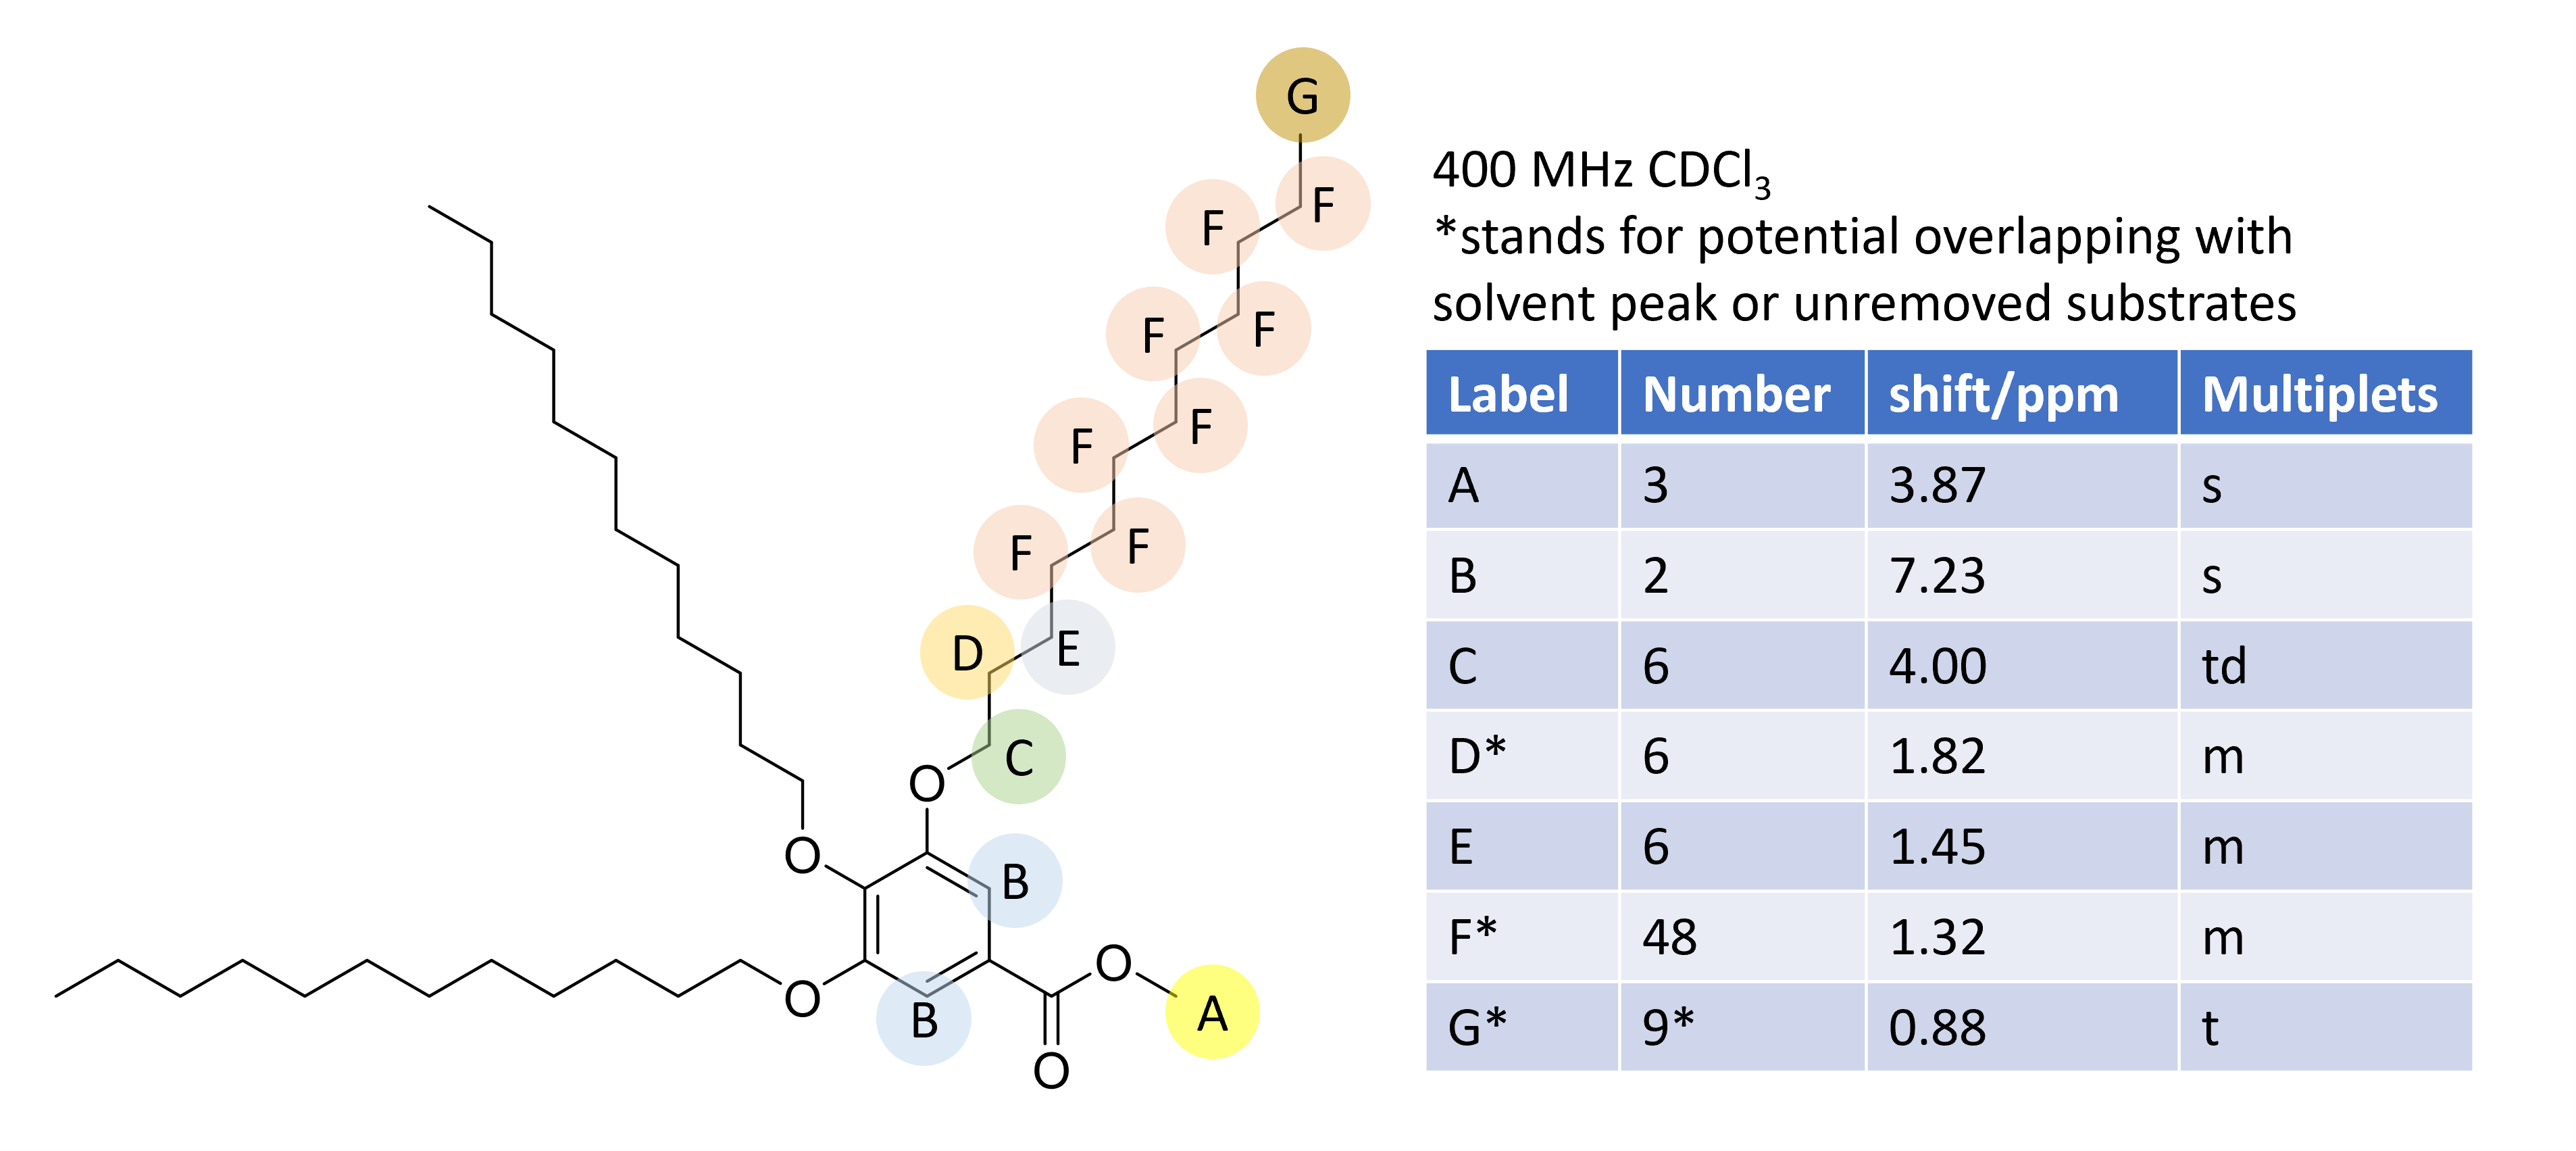 G
F
F
F
F
F
F
F
F
D
E
C
O
O
B
O
O
B
A
O
400 MHz CDCl₃
*stands for potential overlapping with
solvent peak or unremoved substrates
Label Number shift/ppm Multiplets
A 3 3.87 s
B 2 7.23 s
C 6 4.00 td
D* 6 1.82 m
E 6 1.45 m
F* 48 1.32 m
G* 9* 0.88 t